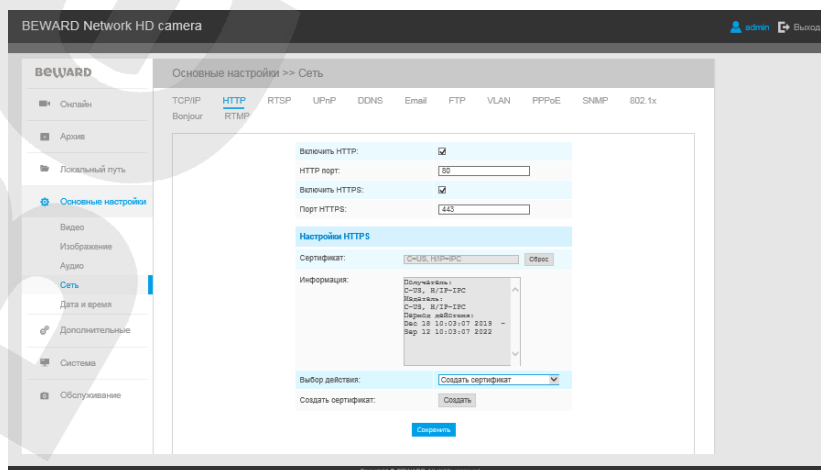 BEWARD Network HD camera
admin Выход
BEWARD
Основные настройки >> Сеть
Онлайн
Архив
Локальный путь
Основные настройки
Видео
Изображение
Аудио
Сеть
Дата и время
Дополнительные
Система
Обслуживание
TCP/IP HTTP RTSP UPnP DDNS Email FTP VLAN PPPoE SNMP 802.1x
Bonjour RTMP
Включить HTTP:
HTTP порт: 80
Включить HTTPS:
Порт HTTPS: 443
Настройки HTTPS
Сертификат: C=US, H/IP=IPC Сброс
Информация:
Получатель:
C=US, H/IP=IPC
Издатель:
C=US, H/IP=IPC
Период действия:
Dec 18 10:03:07 2019 -
Sep 12 10:03:07 2022
Выбор действия: Создать сертификат
Создать сертификат: Создать
Сохранить